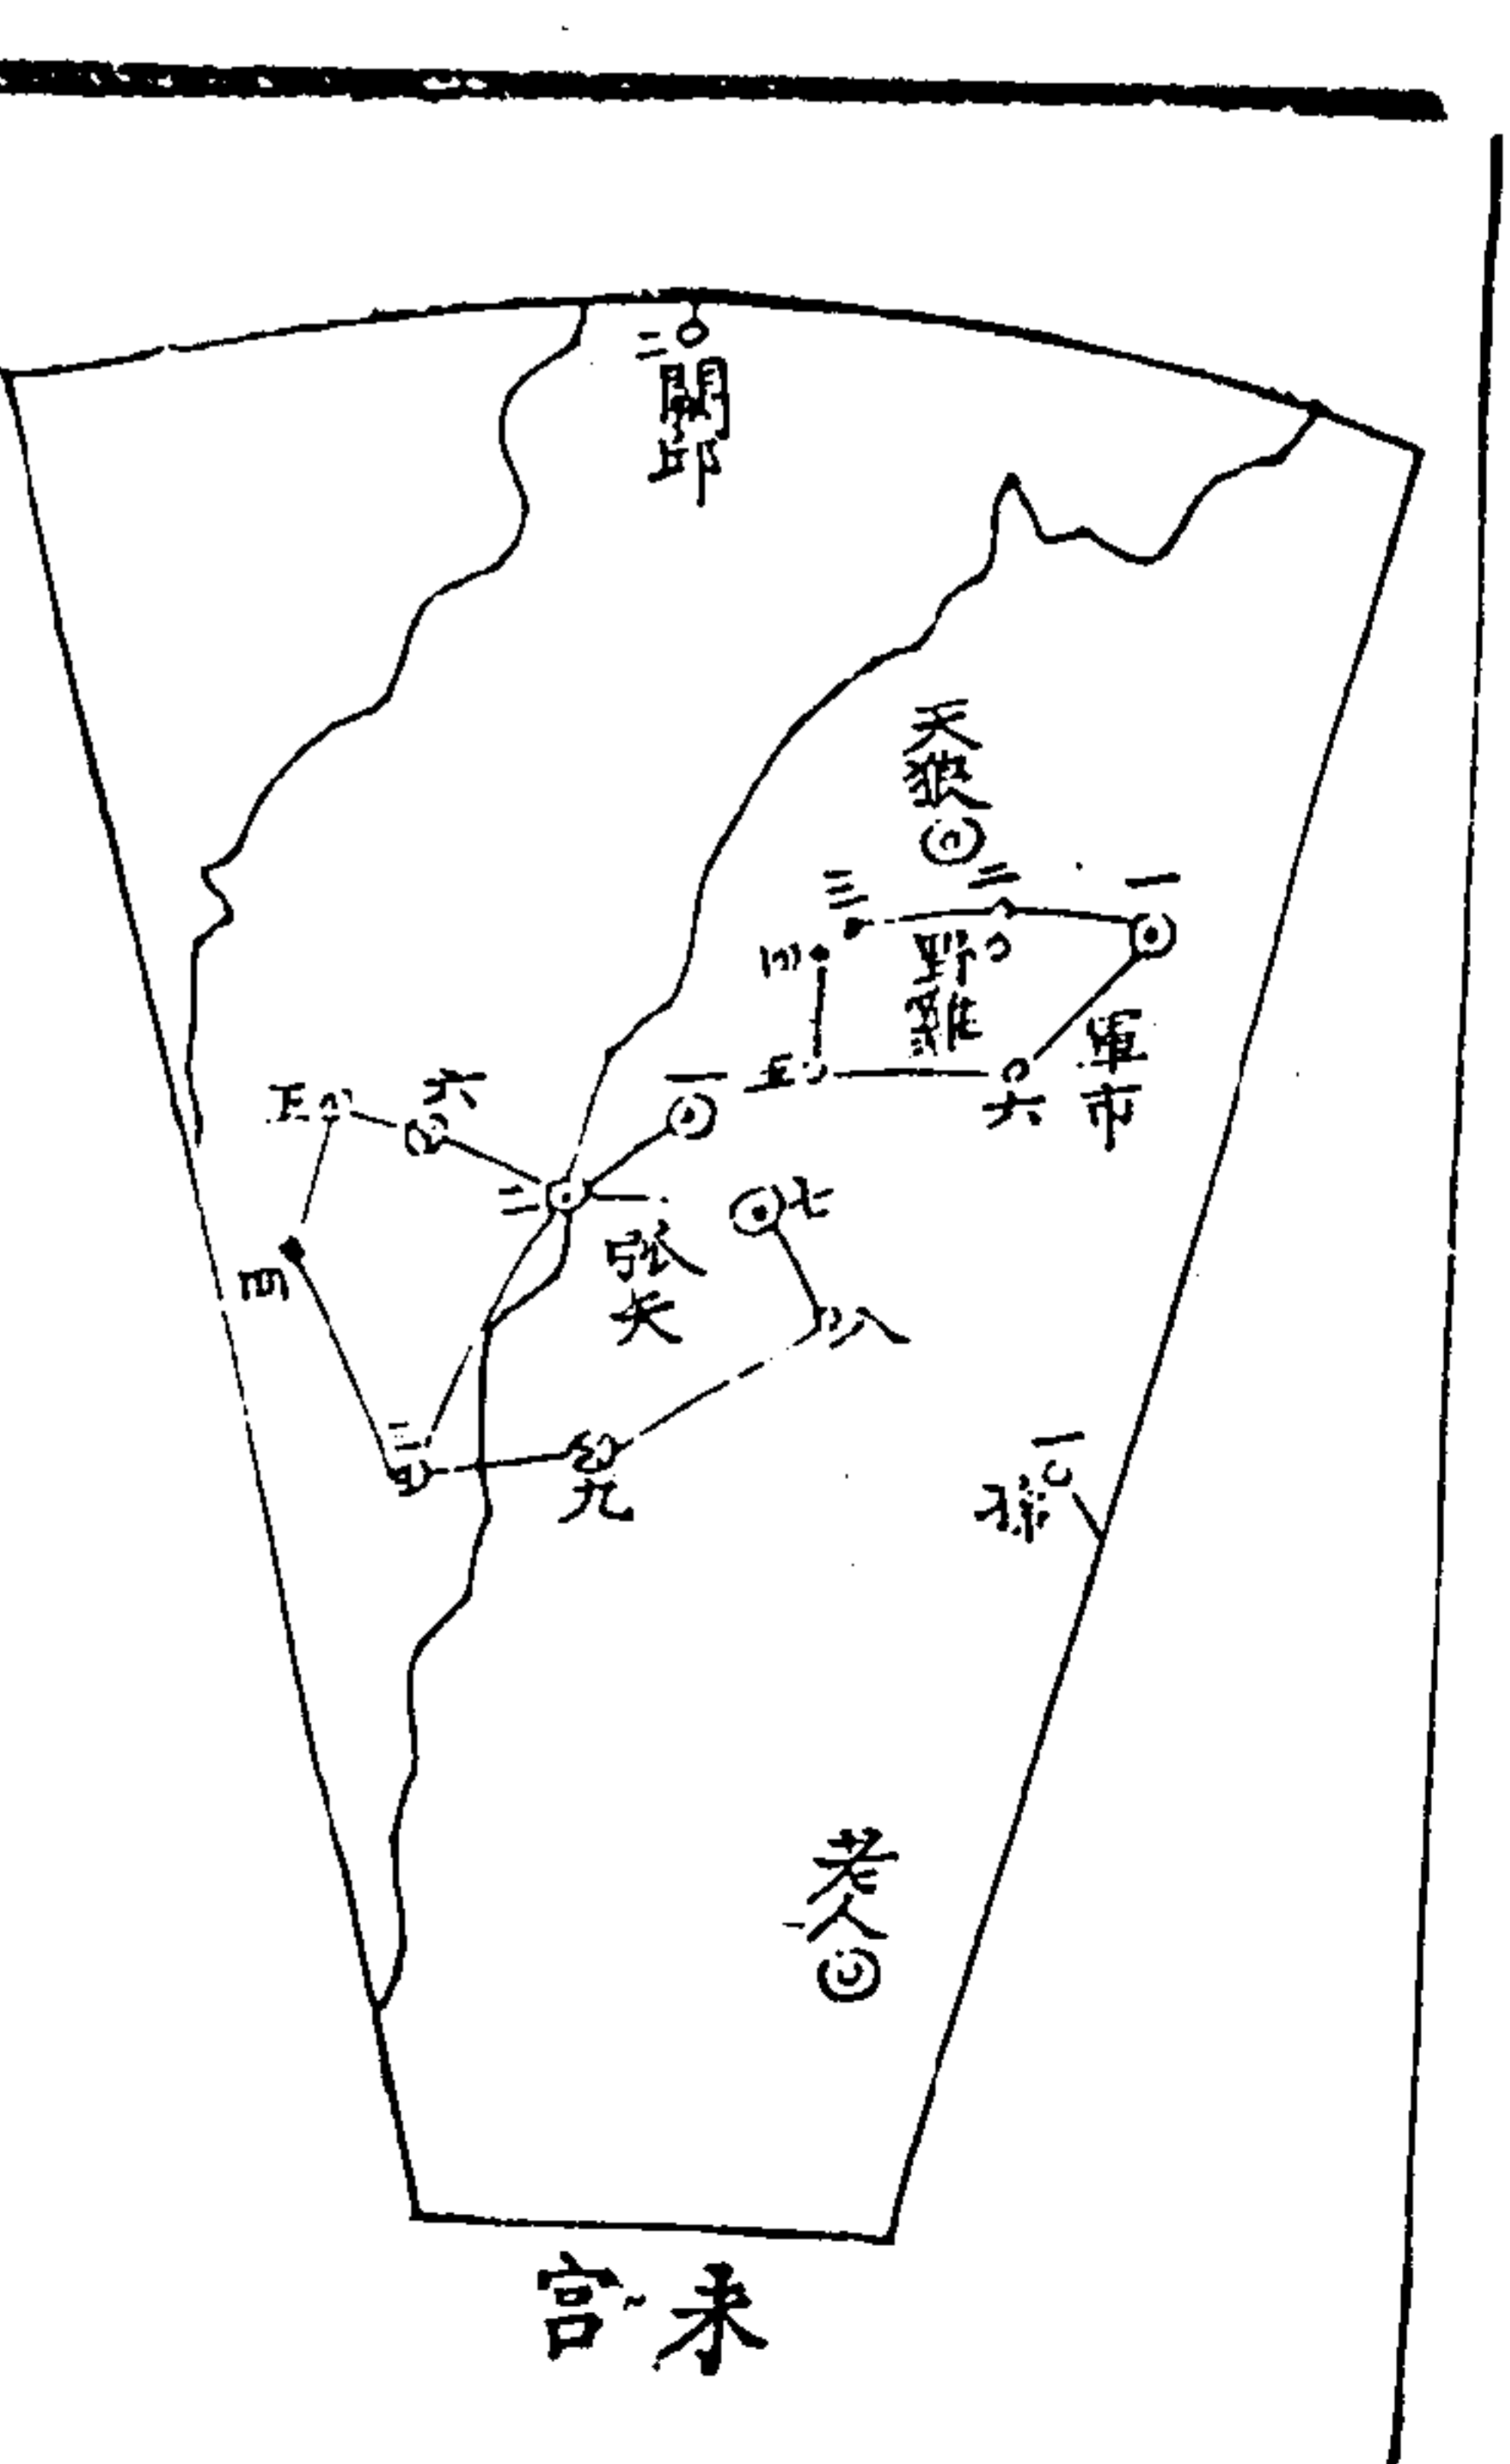 二
闕邱
天狼
一
二
三
四
五
六
野雞
軍市
一
二
三
四
五
六
七
八
九
弧矢
一
孫
老人
未宮